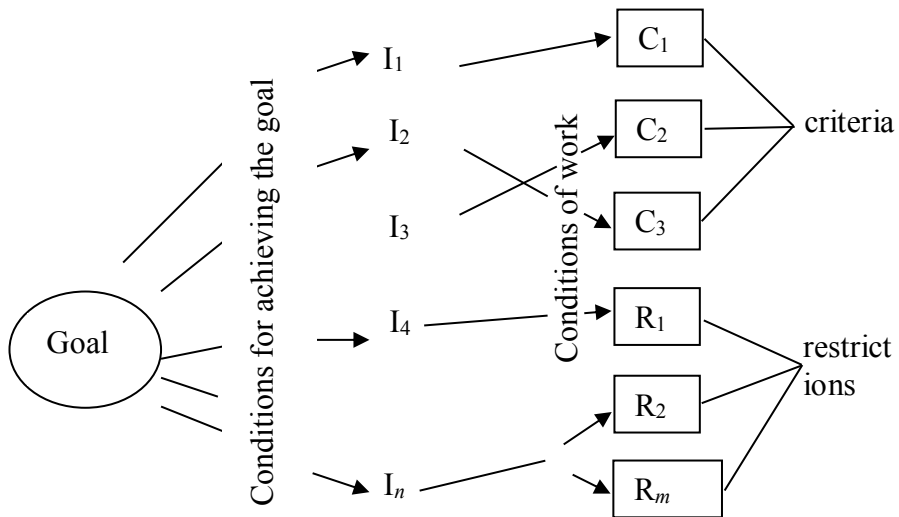 Goal
Conditions for achieving the goal
I₁
I₂
I₃
I₄
Iₙ
Conditions of work
C₁
C₂
C₃
R₁
R₂
Rₘ
criteria
restrict
ions